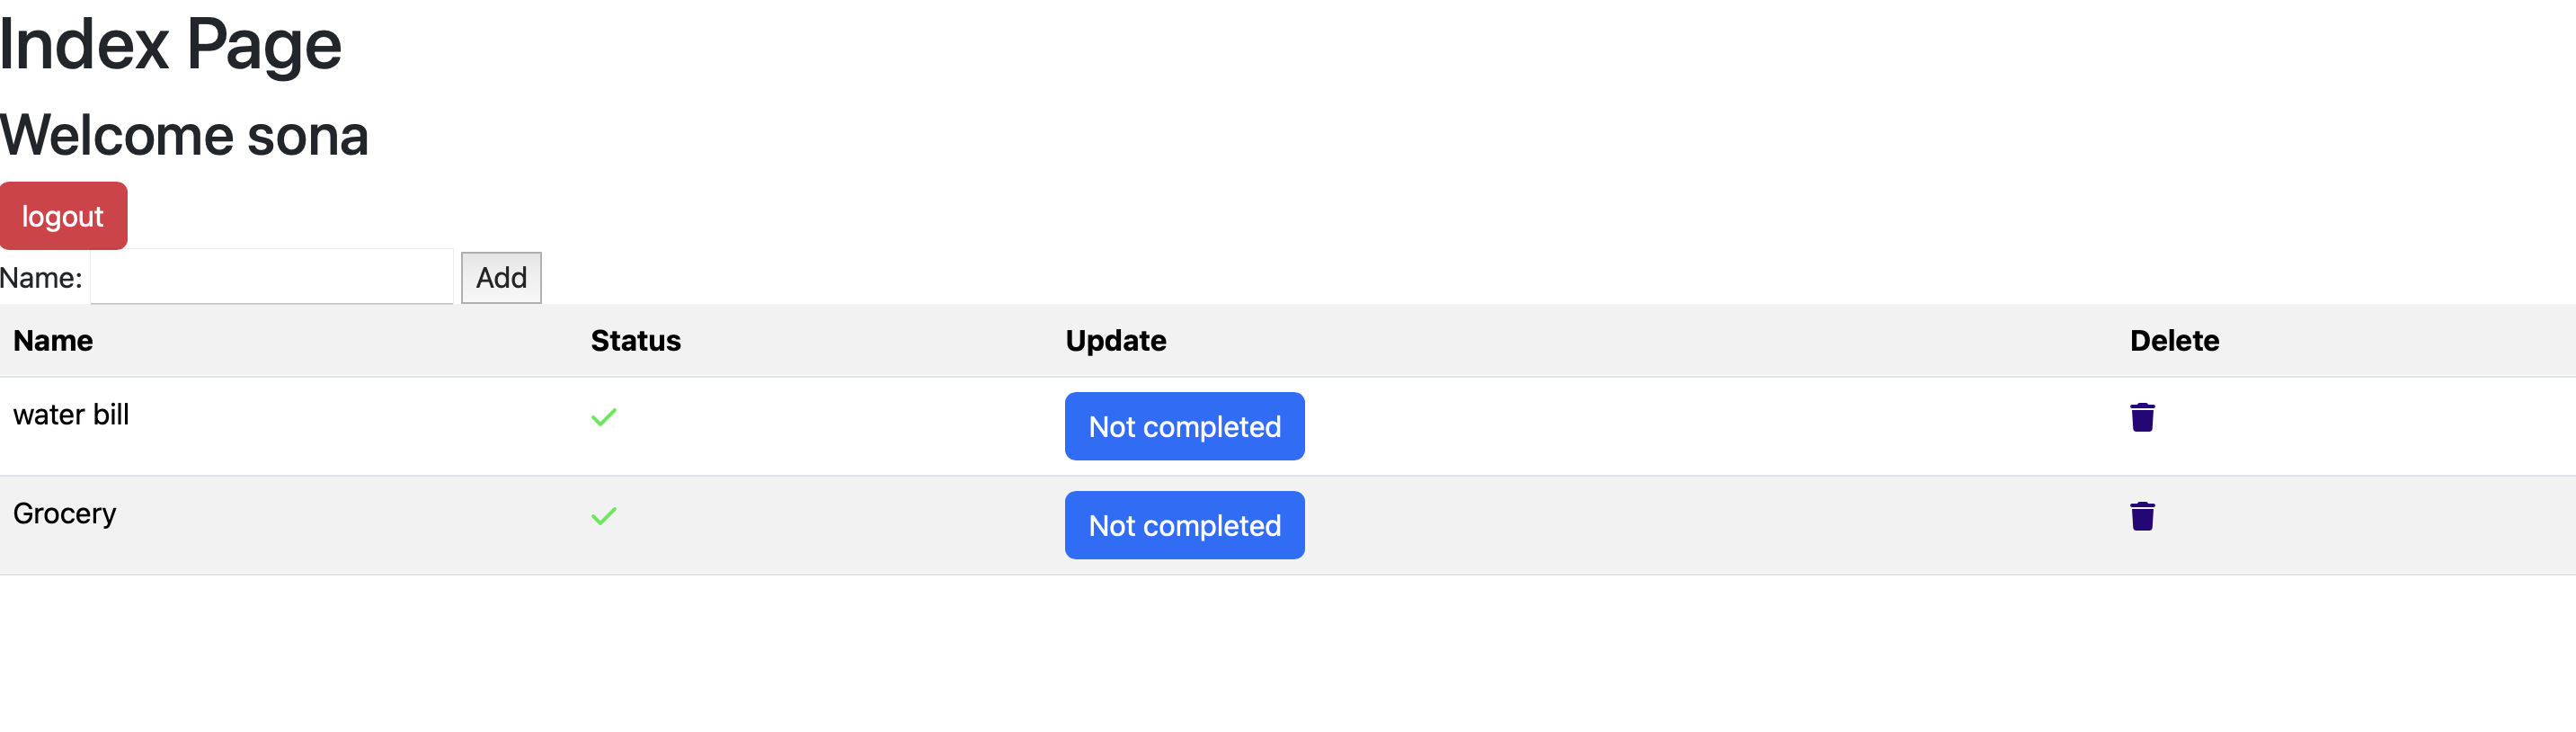 Index Page
Welcome sona
logout
Name: Add
Name Status Update Delete
water bill Not completed
Grocery Not completed